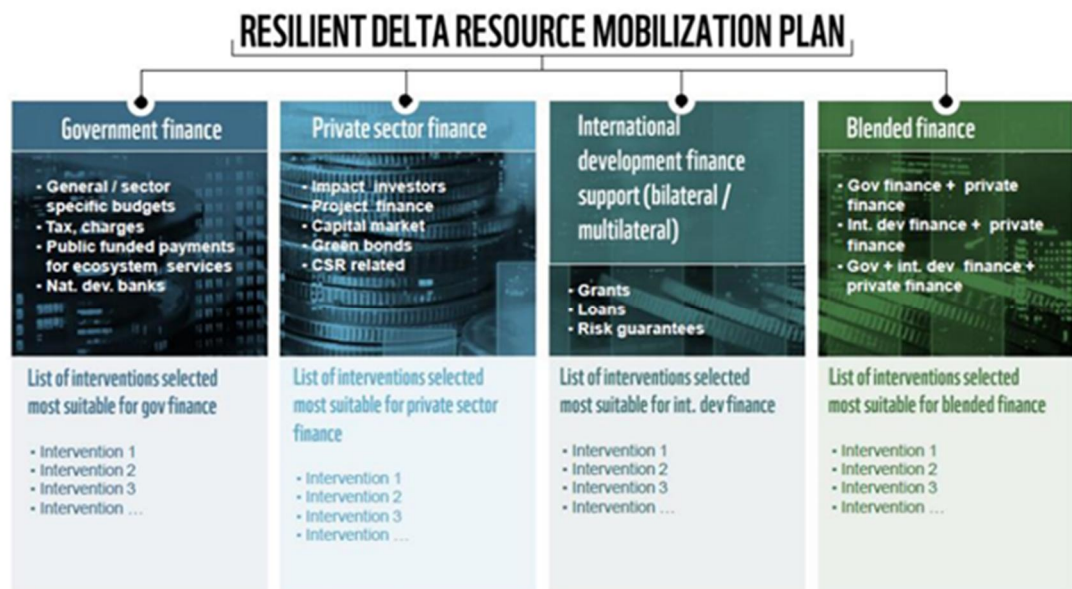 RESILIENT DELTA RESOURCE MOBILIZATION PLAN
Government finance
- General / sector
specific budgets
- Tax, charges
- Public funded payments
for ecosystem services
- Nat. dev. banks
List of interventions selected
most suitable for gov finance
- Intervention 1
- Intervention 2
- Intervention 3
- Intervention ...
Private sector finance
- Impact investors
- Project finance
- Capital market
- Green bonds
- CSR related
List of interventions selected
most suitable for private sector
finance
- Intervention 1
- Intervention 2
- Intervention 3
- Intervention ...
International
development finance
support (bilateral /
multilateral)
- Grants
- Loans
- Risk guarantees
List of interventions selected
most suitable for int. dev finance
- Intervention 1
- Intervention 2
- Intervention 3
- Intervention ...
Blended finance
- Gov finance + private
finance
- Int. dev finance + private
finance
- Gov + int. dev finance +
private finance
List of interventions selected
most suitable for blended finance
- Intervention 1
- Intervention 2
- Intervention 3
- Intervention ...